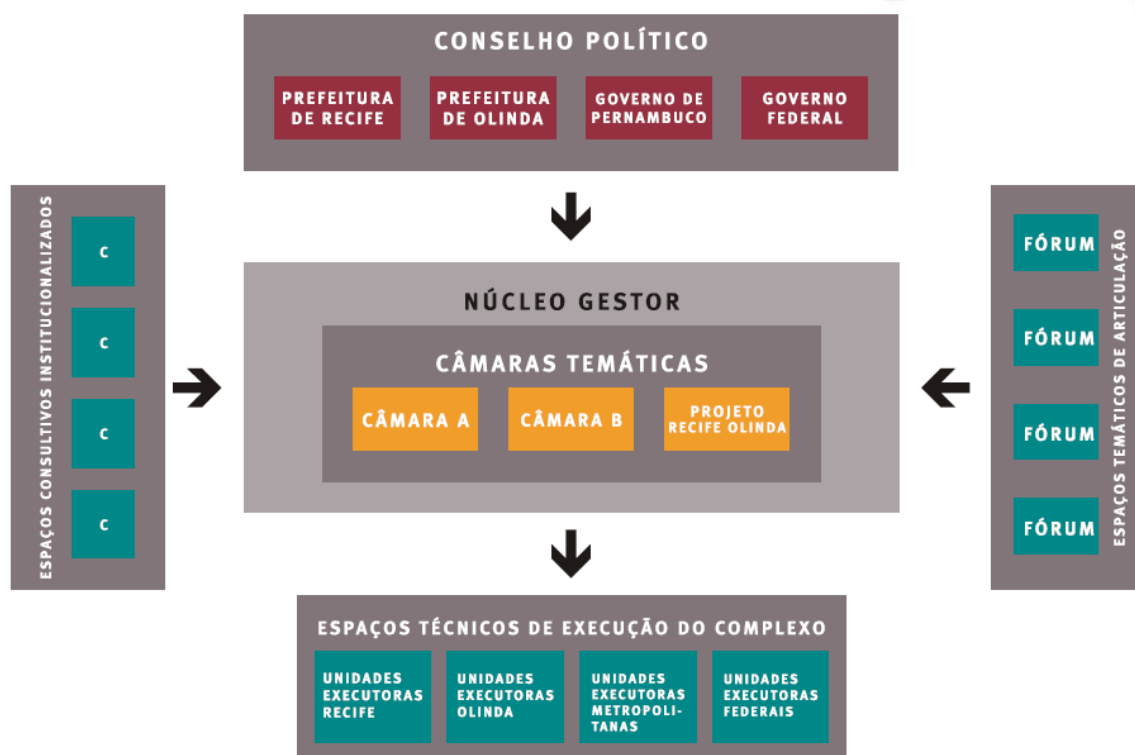 CONSELHO POLÍTICO
PREFEITURA
DE RECIFE
PREFEITURA
DE OLINDA
GOVERNO DE
PERNAMBUCO
GOVERNO
FEDERAL
ESPAÇOS CONSULTIVOS INSTITUCIONALIZADOS
C
C
C
C
NÚCLEO GESTOR
CÂMARAS TEMÁTICAS
CÂMARA A
CÂMARA B
PROJETO
RECIFE OLINDA
FÓRUM
FÓRUM
FÓRUM
FÓRUM
ESPAÇOS TEMÁTICOS DE ARTICULAÇÃO
ESPAÇOS TÉCNICOS DE EXECUÇÃO DO COMPLEXO
UNIDADES
EXECUTORAS
RECIFE
UNIDADES
EXECUTORAS
OLINDA
UNIDADES
EXECUTORAS
METROPOLI-
TANAS
UNIDADES
EXECUTORAS
FEDERAIS